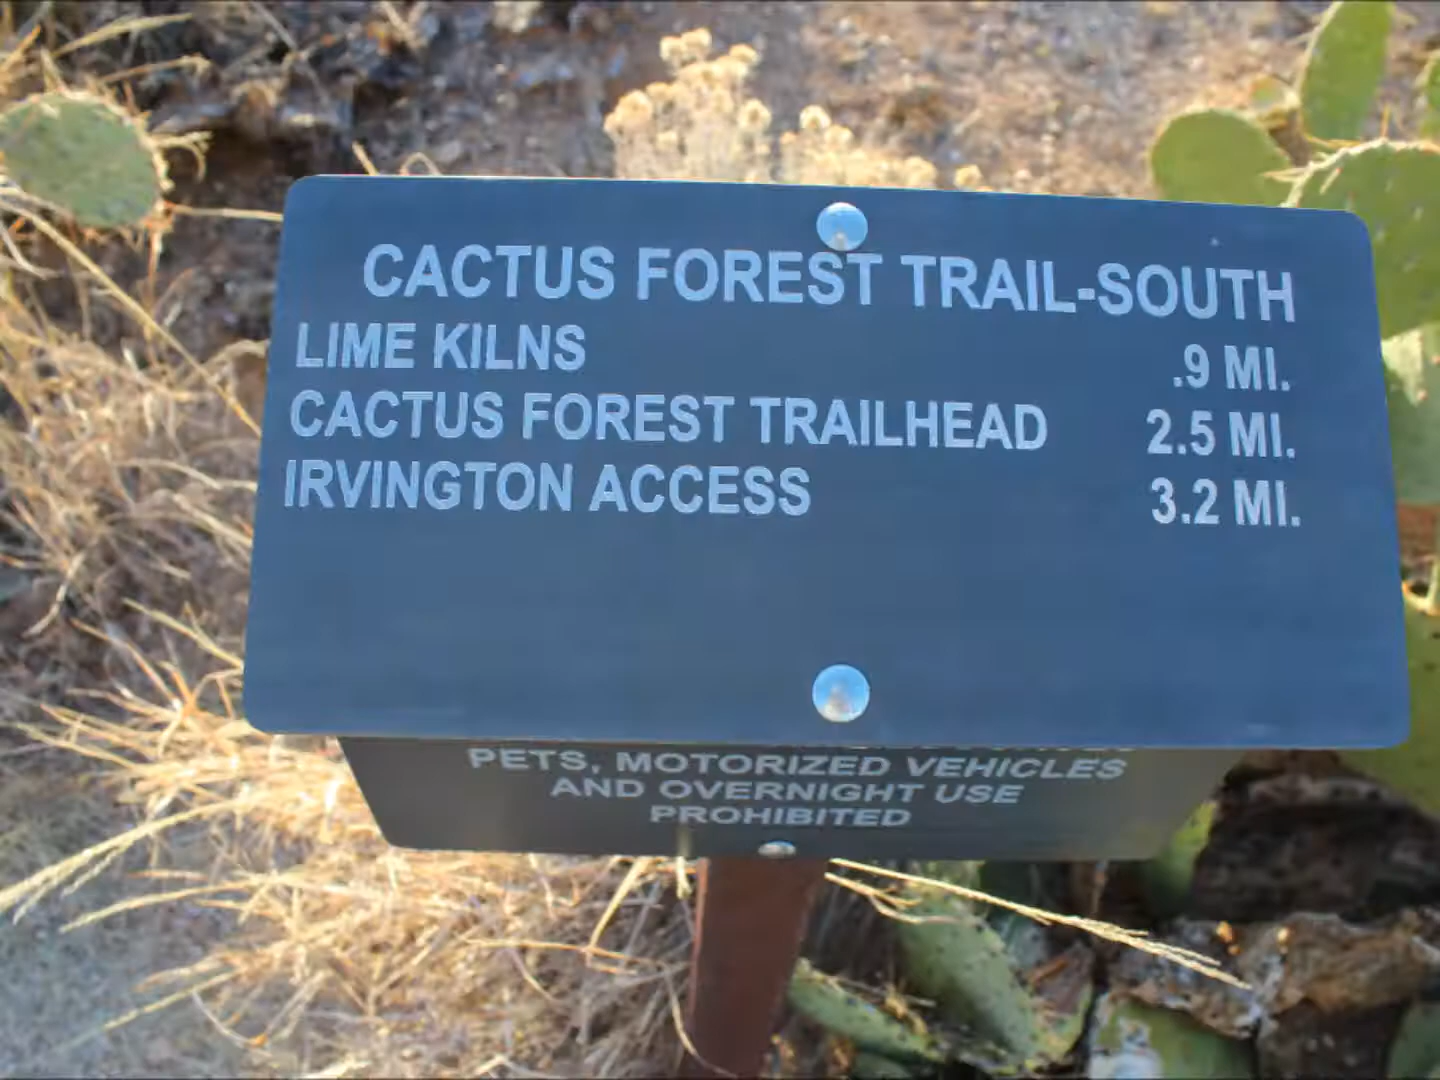 CACTUS FOREST TRAIL-SOUTH
LIME KILNS .9 MI.
CACTUS FOREST TRAILHEAD 2.5 MI.
IRVINGTON ACCESS 3.2 MI.
PETS, MOTORIZED VEHICLES
AND OVERNIGHT USE
PROHIBITED